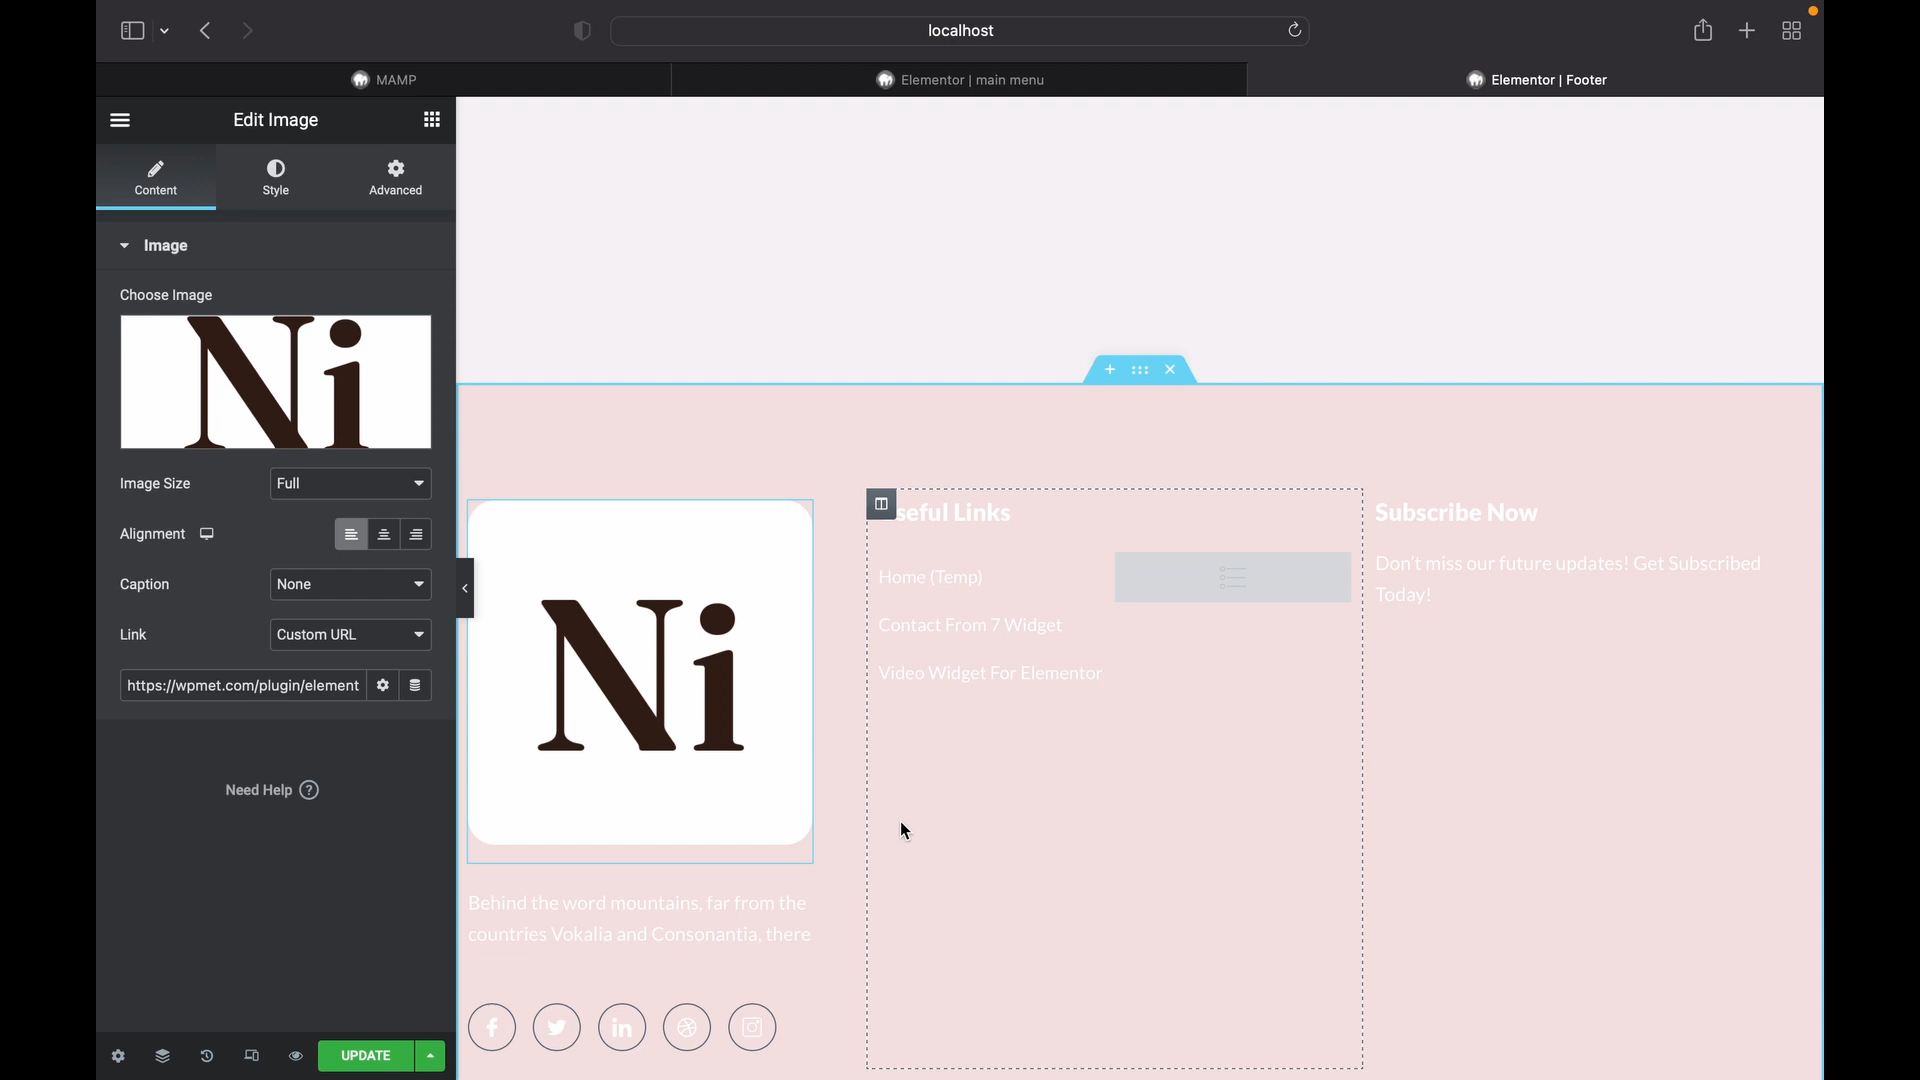 localhost
MAMP
Elementor | main menu
Elementor | Footer
Edit Image
Content
Style
Advanced
Image
Choose Image
Ni
Image Size
Full
Alignment
Caption
None
Link
Custom URL
https://wpmet.com/plugin/element
Need Help ?
UPDATE
Ni
Behind the word mountains, far from the
countries Vokalia and Consonantia, there
seful Links
Home (Temp)
Contact From 7 Widget
Video Widget For Elementor
Subscribe Now
Don't miss our future updates! Get Subscribed
Today!